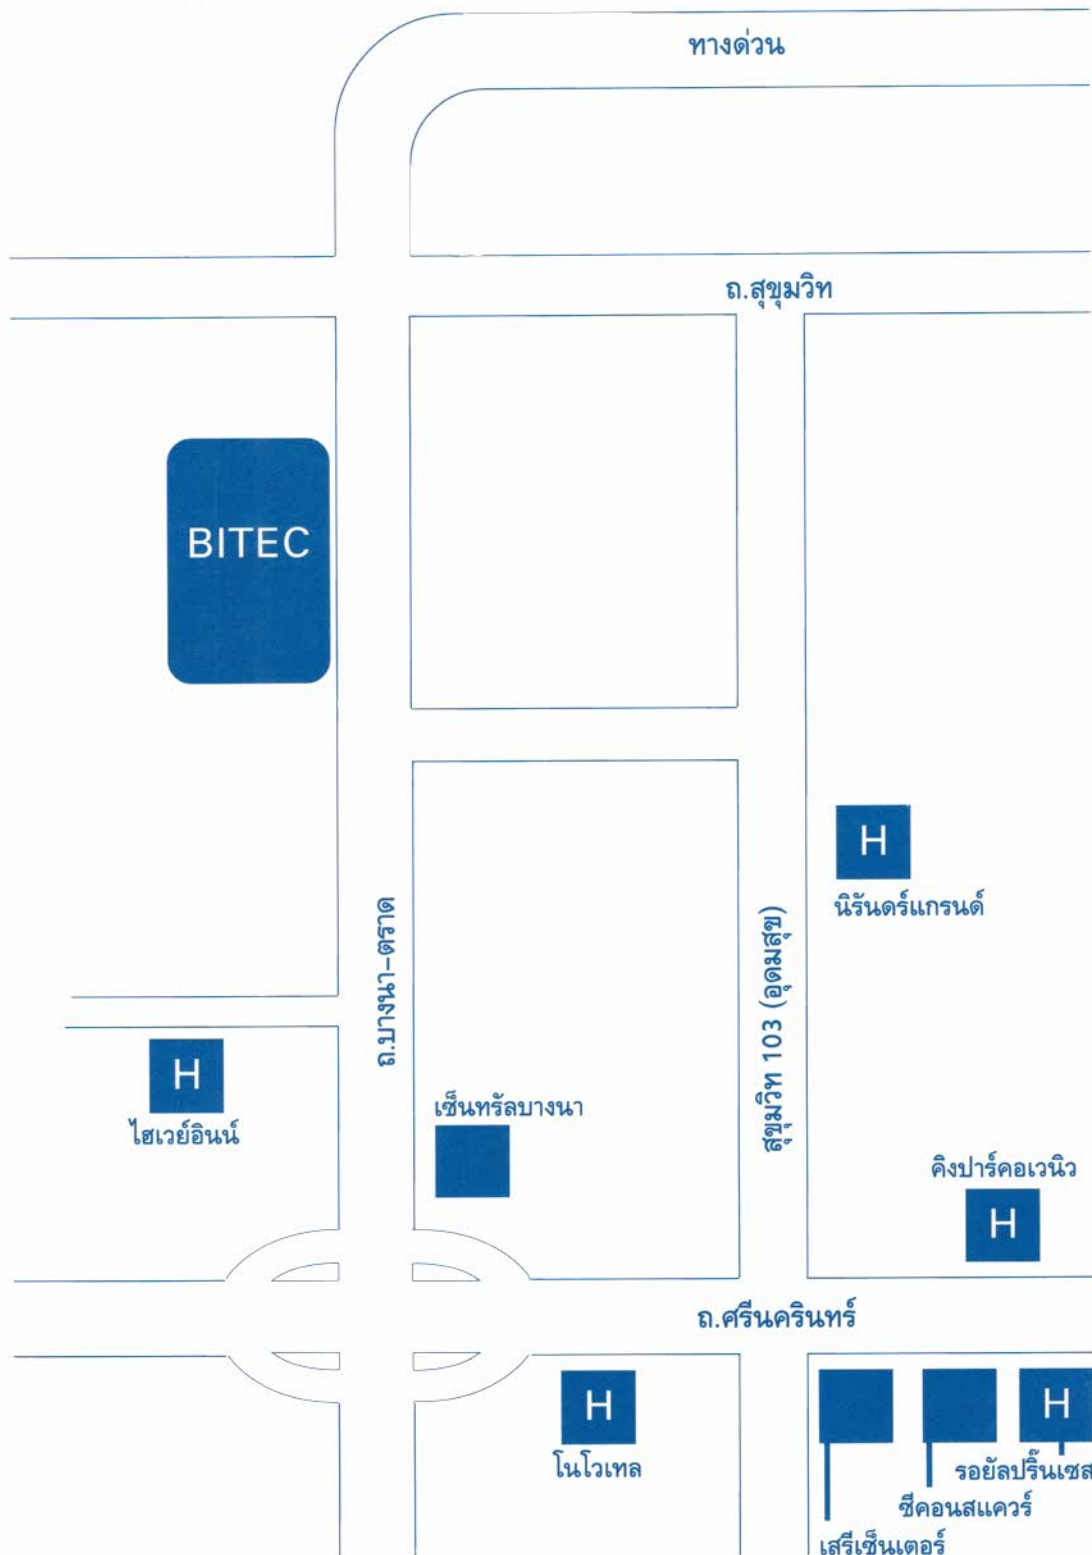 ทางด่วน
ถ.สุขุมวิท
BITEC
H
นิรันดร์แกรนด์
ถ.บางนา-ตราด
สุขุมวิท 103 (อุดมสุข)
H
ไฮเวย์อินน์
เซ็นทรัลบางนา
คิงปาร์คอเวนิว
H
ถ.ศรีนครินทร์
H
โนโวเทล
H
รอยัลปริ๊นเซส
ซีคอนสแควร์
เสรีเซ็นเตอร์